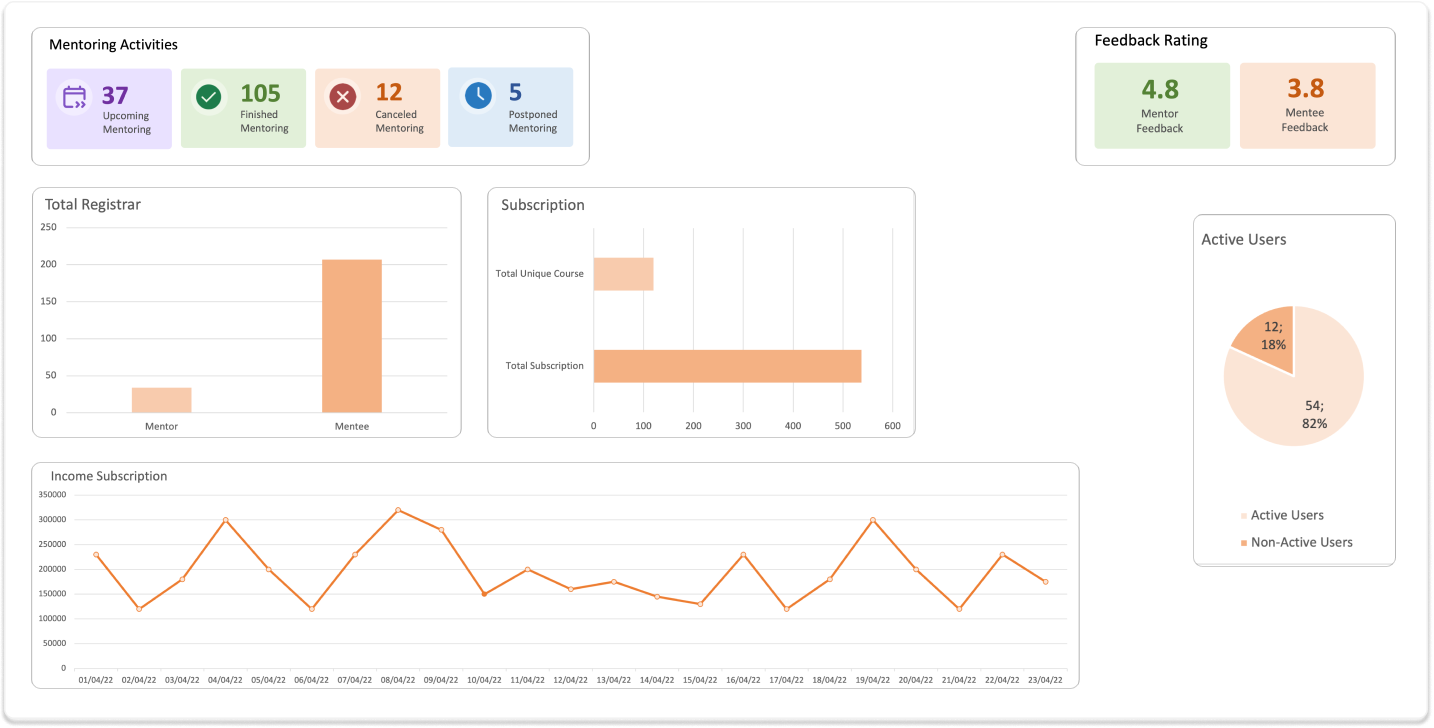 Mentoring Activities
37
Upcoming
Mentoring
105
Finished
Mentoring
12
Canceled
Mentoring
5
Postponed
Mentoring
Feedback Rating
4.8
Mentor
Feedback
3.8
Mentee
Feedback
Total Registrar
250
200
150
100
50
0
Mentor
Mentee
Subscription
Total Unique Course
Total Subscription
0 100 200 300 400 500 600
Active Users
12;
18%
54;
82%
Active Users
Non-Active Users
Income Subscription
350000
300000
250000
200000
150000
100000
50000
0
01/04/22 02/04/22 03/04/22 04/04/22 05/04/22 06/04/22 07/04/22 08/04/22 09/04/22 10/04/22 11/04/22 12/04/22 13/04/22 14/04/22 15/04/22 16/04/22 17/04/22 18/04/22 19/04/22 20/04/22 21/04/22 22/04/22 23/04/22